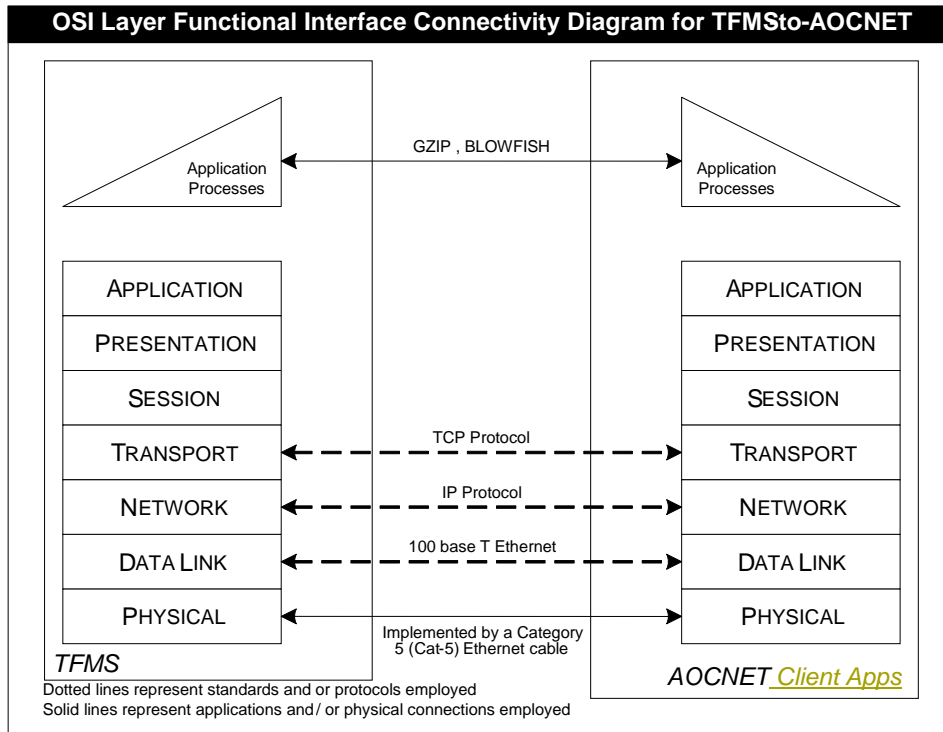 OSI Layer Functional Interface Connectivity Diagram for TFMSto-AOCNET
GZIP , BLOWFISH
Application
Processes
Application
Processes
APPLICATION
APPLICATION
PRESENTATION
PRESENTATION
SESSION
SESSION
TRANSPORT
TCP Protocol
TRANSPORT
NETWORK
IP Protocol
NETWORK
DATA LINK
100 base T Ethernet
DATA LINK
PHYSICAL
PHYSICAL
Implemented by a Category
5 (Cat-5) Ethernet cable
TFMS
AOCNET Client Apps
Dotted lines represent standards and or protocols employed
Solid lines represent applications and / or physical connections employed